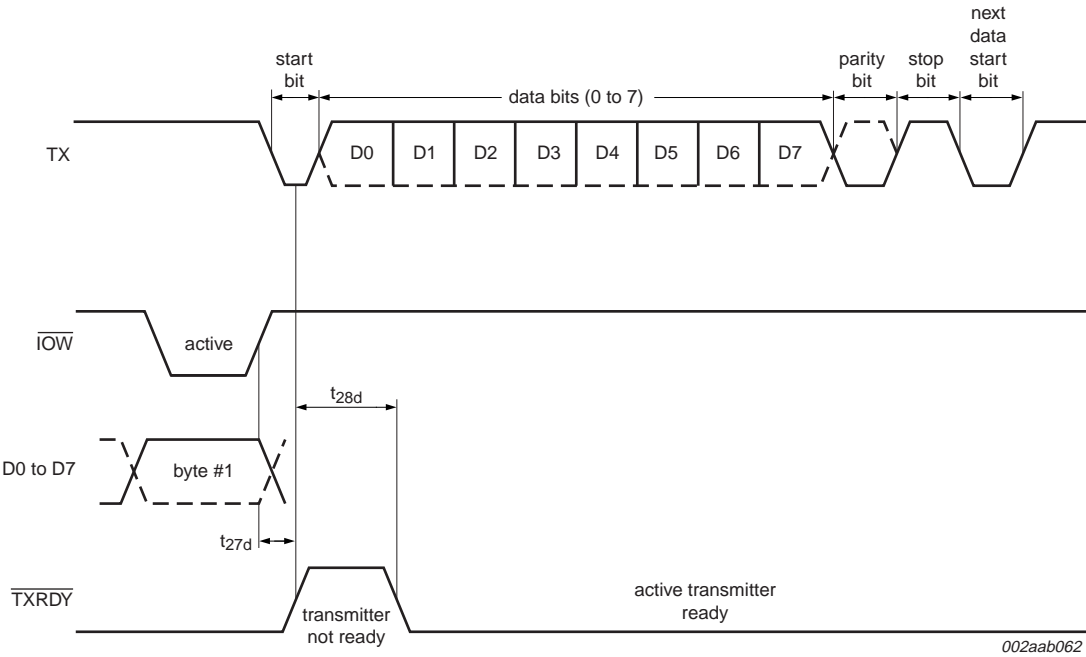 next
data
start
bit
start
bit
parity
bit
stop
bit
data bits (0 to 7)
TX
D0
D1
D2
D3
D4
D5
D6
D7
IOW
active
t28d
D0 to D7
byte #1
t27d
TXRDY
transmitter
not ready
active transmitter
ready
002aab062